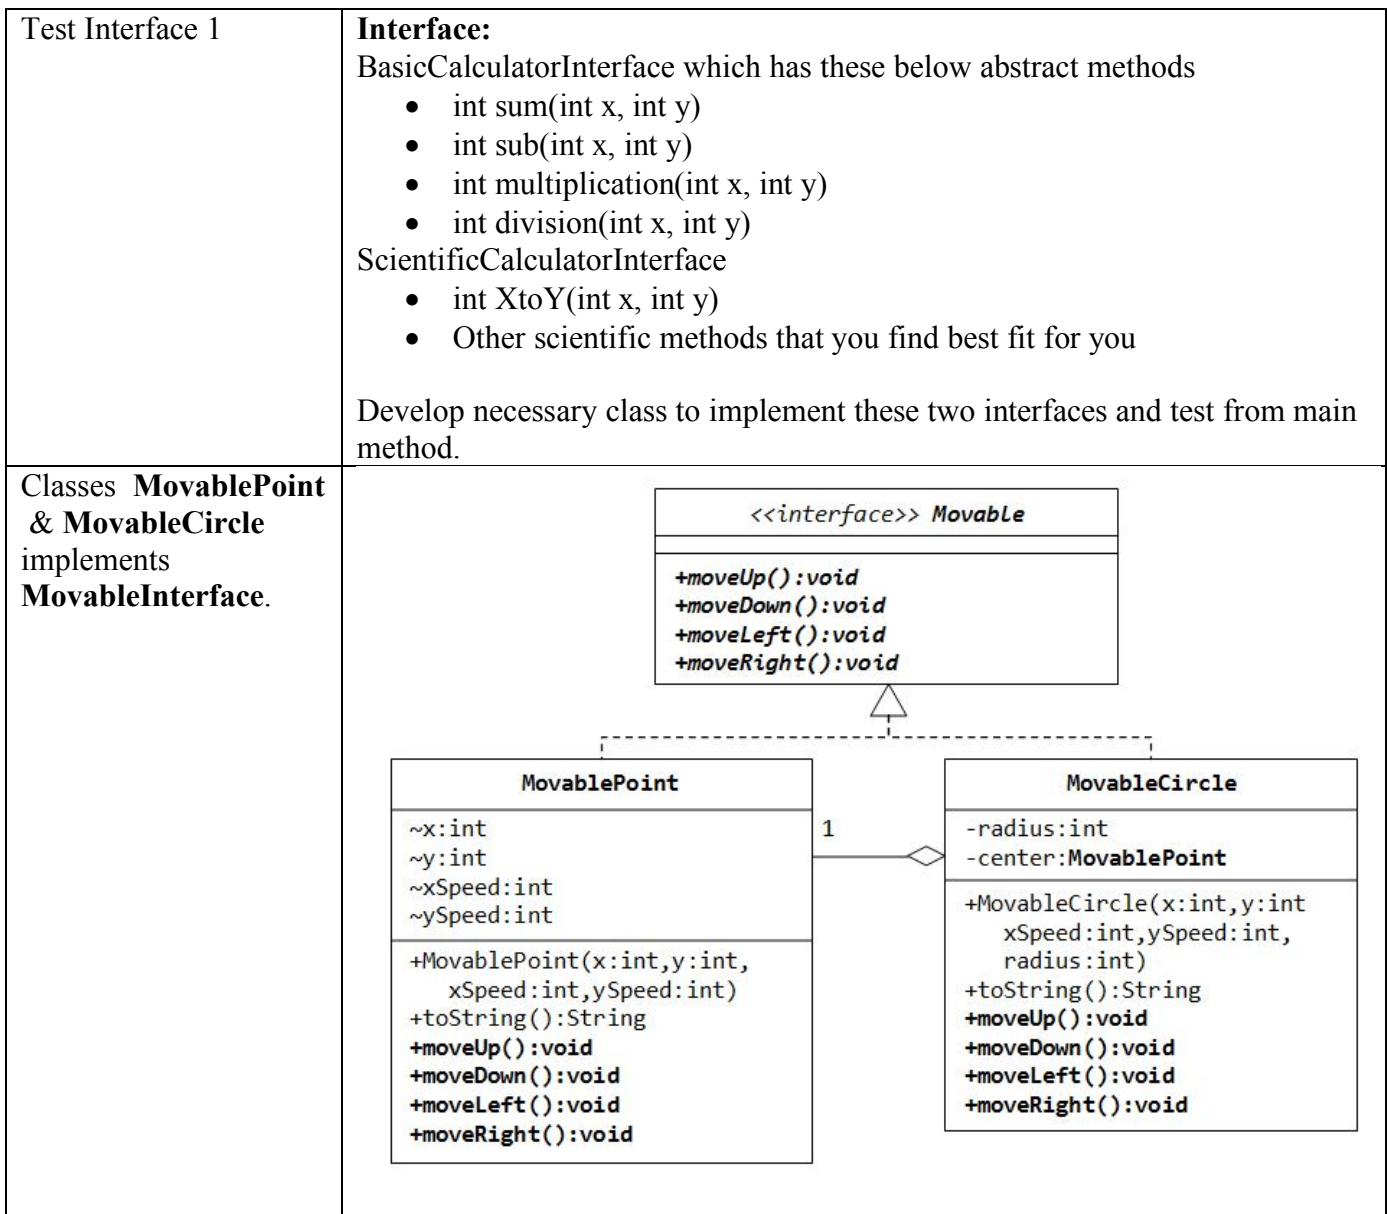 Test Interface 1
Interface:
BasicCalculatorInterface which has these below abstract methods
• int sum(int x, int y)
• int sub(int x, int y)
• int multiplication(int x, int y)
• int division(int x, int y)
ScientificCalculatorInterface
• int XtoY(int x, int y)
• Other scientific methods that you find best fit for you
Develop necessary class to implement these two interfaces and test from main
method.
Classes MovablePoint
& MovableCircle
implements
MovableInterface.
<<interface>> Movable
+moveUp():void
+moveDown():void
+moveLeft():void
+moveRight():void
MovablePoint
~x:int
~y:int
~xSpeed:int
~ySpeed:int
+MovablePoint(x:int,y:int,
xSpeed:int,ySpeed:int)
+toString():String
+moveUp():void
+moveDown():void
+moveLeft():void
+moveRight():void
1
MovableCircle
-radius:int
-center:MovablePoint
+MovableCircle(x:int,y:int
xSpeed:int,ySpeed:int,
radius:int)
+toString():String
+moveUp():void
+moveDown():void
+moveLeft():void
+moveRight():void